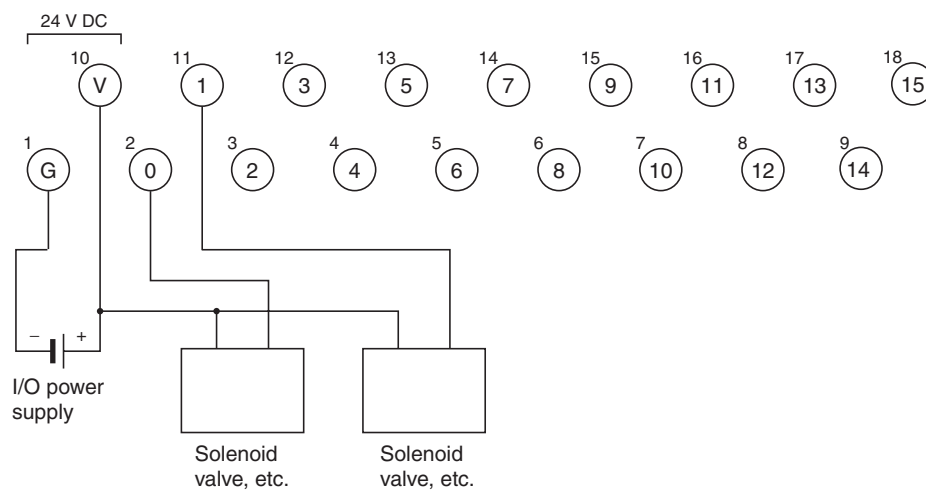 24 V DC
10 11 12 13 14 15 16 17 18
V 1 3 5 7 9 11 13 15
1 2 3 4 5 6 7 8 9
G 0 2 4 6 8 10 12 14
− +
I/O power
supply
Solenoid
valve, etc.
Solenoid
valve, etc.